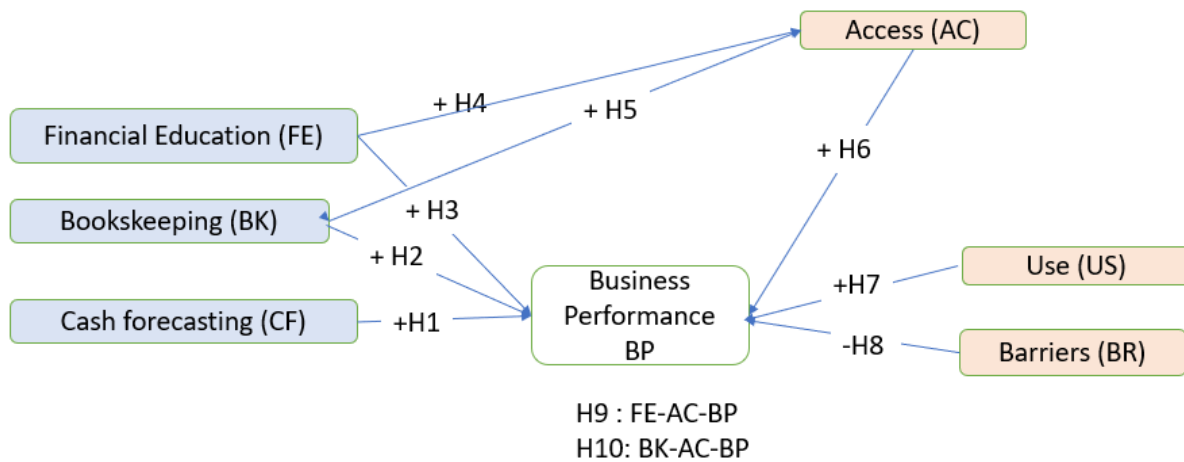 Access (AC)
+ H4
+ H5
Financial Education (FE)
+ H6
Bookskeeping (BK)
+ H3
+ H2
Use (US)
Business
Performance
BP
+H7
Cash forecasting (CF)
+H1
-H8
Barriers (BR)
H9 : FE-AC-BP
H10: BK-AC-BP